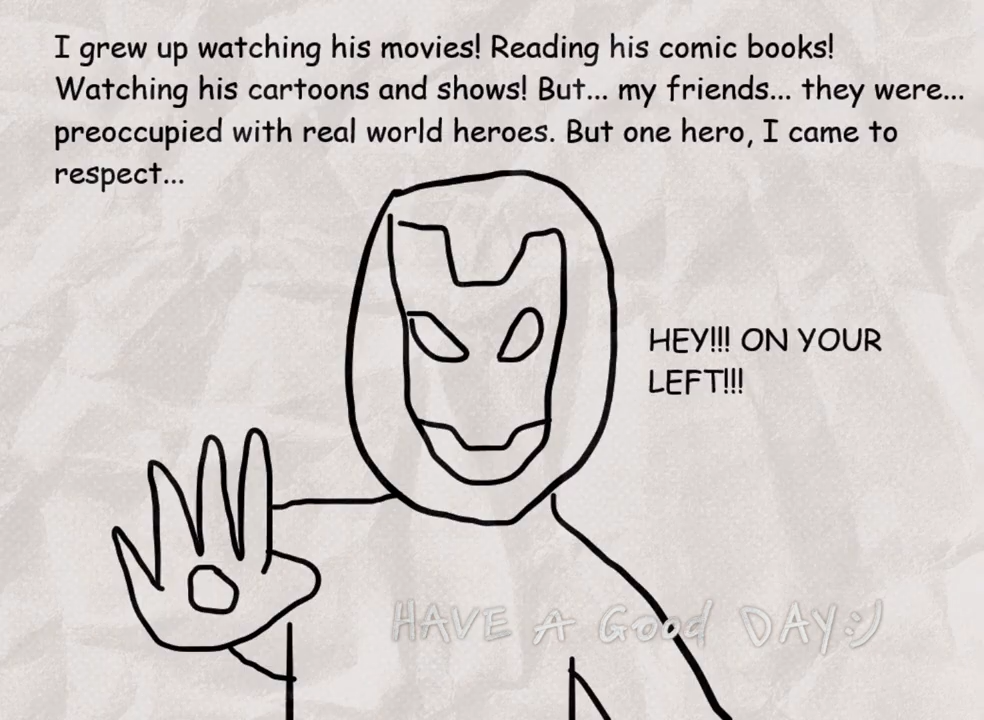 I grew up watching his movies! Reading his comic books!
Watching his cartoons and shows! But... my friends... they were...
preoccupied with real world heroes. But one hero, I came to
respect...
HEY!!! ON YOUR
LEFT!!!
HAVE A Good DAY:)